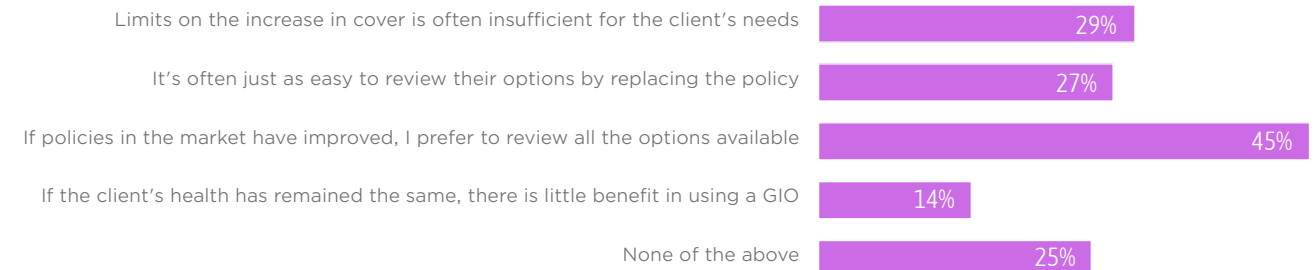 Limits on the increase in cover is often insufficient for the client's needs 29%
It's often just as easy to review their options by replacing the policy 27%
If policies in the market have improved, I prefer to review all the options available 45%
If the client's health has remained the same, there is little benefit in using a GIO 14%
None of the above 25%